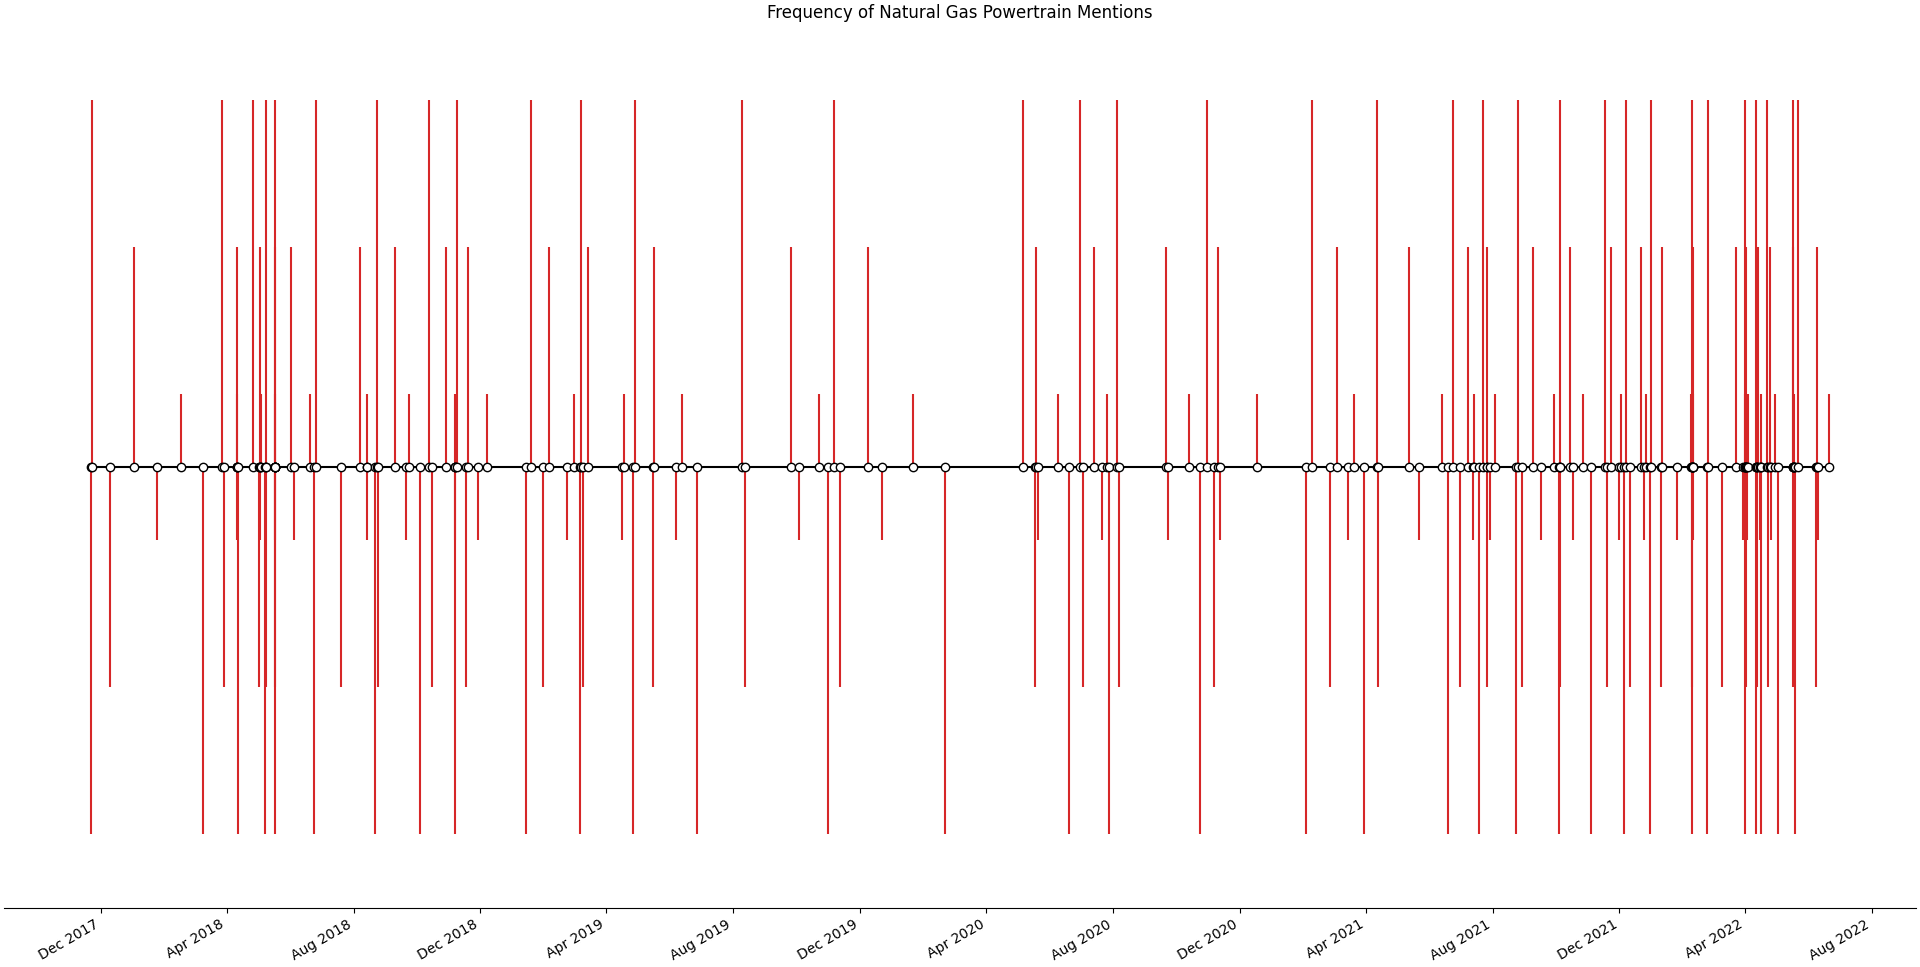 Frequency of Natural Gas Powertrain Mentions
Dec 2017
Apr 2018
Aug 2018
Dec 2018
Apr 2019
Aug 2019
Dec 2019
Apr 2020
Aug 2020
Dec 2020
Apr 2021
Aug 2021
Dec 2021
Apr 2022
Aug 2022